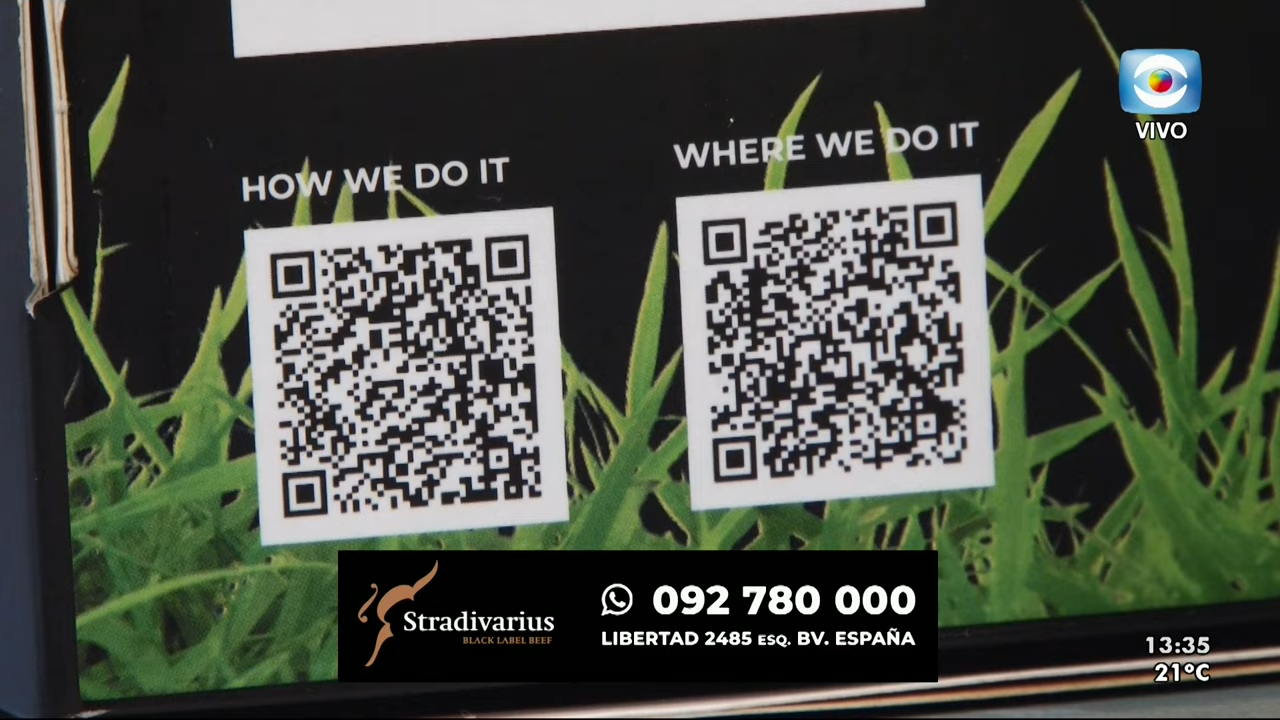 HOW WE DO IT
WHERE WE DO IT
VIVO
Stradivarius
BLACK LABEL BEEF
092 780 000
LIBERTAD 2485 ESQ. BV. ESPAÑA
13:35
21ºC